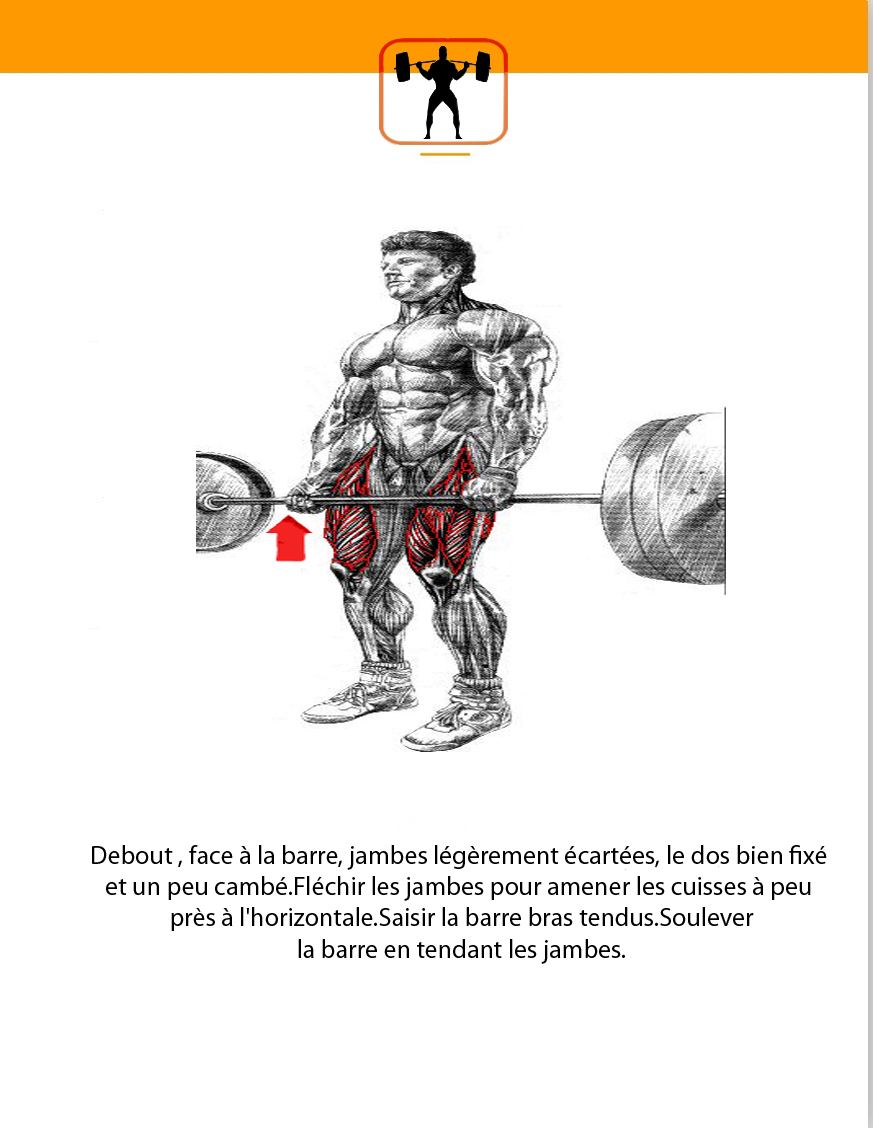 Debout , face à la barre, jambes légèrement écartées, le dos bien fixé
et un peu cambé.Fléchir les jambes pour amener les cuisses à peu
près à l'horizontale.Saisir la barre bras tendus.Soulever
la barre en tendant les jambes.